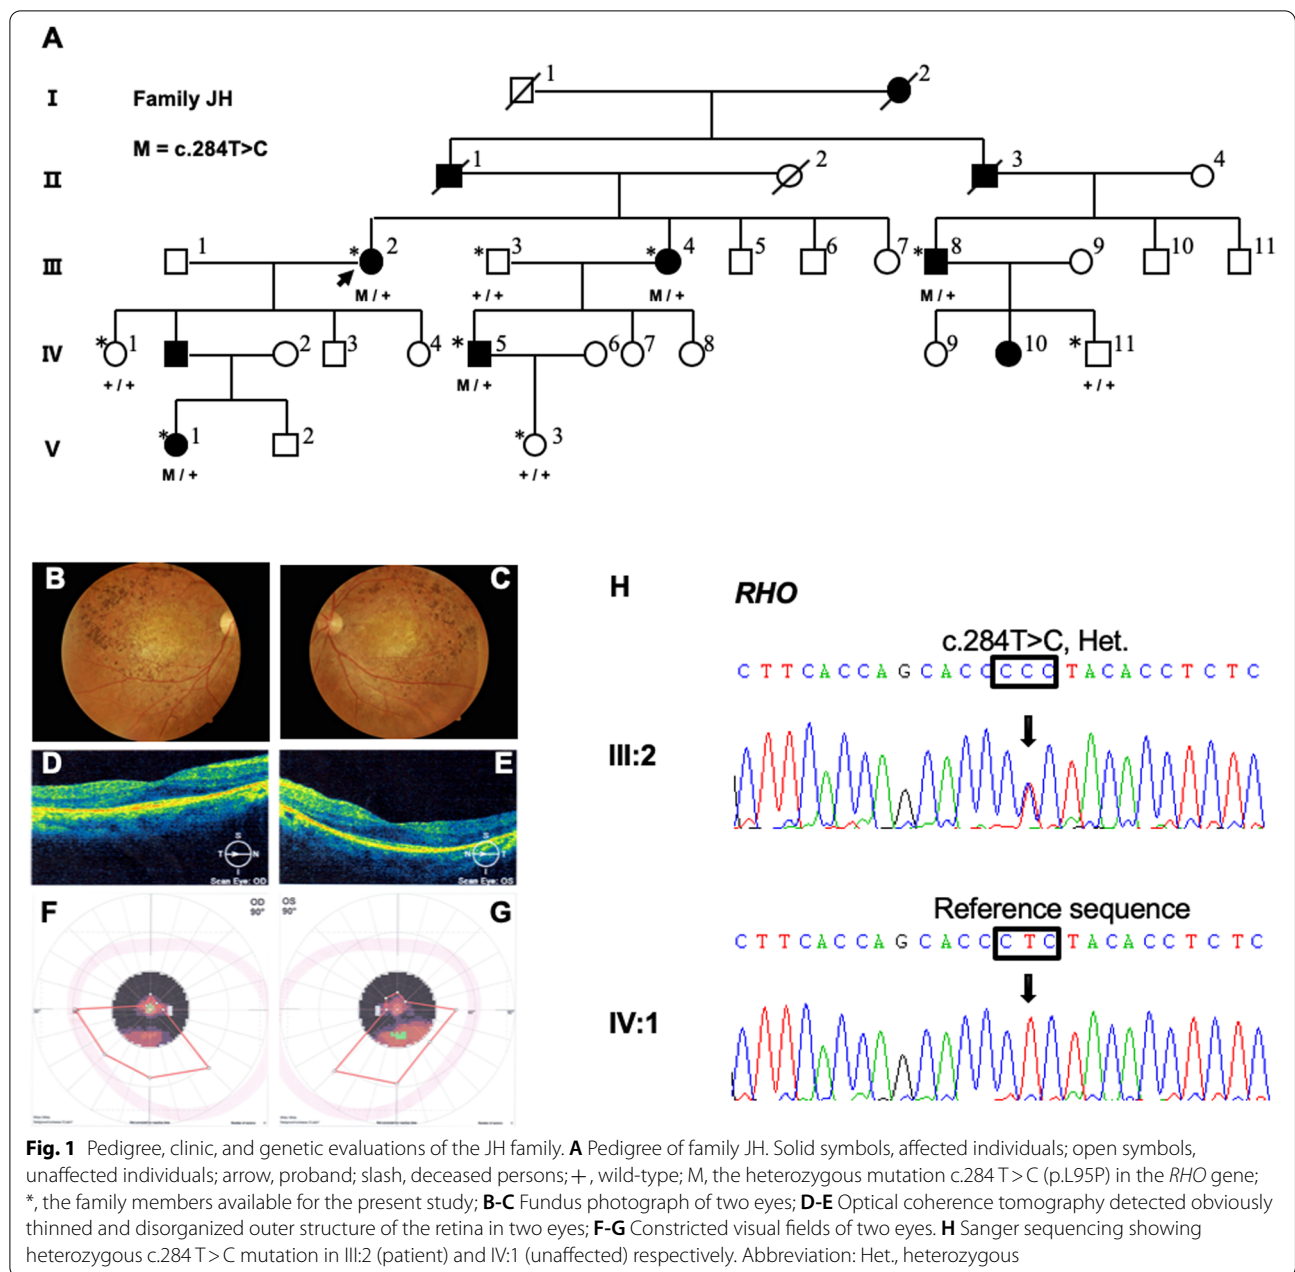 A
I
Family JH
1
2
M = c.284T>C
II
1
2
3
4
III
1
* 2
* 3
* 4
5
6
7
* 8
9
10
11
M / +
+ / +
M / +
M / +
IV
* 1
2
3
4
* 5
6
7
8
9
10
* 11
+ / +
M / +
+ / +
V
* 1
2
* 3
M / +
+ / +
B
C
D
E
S
T
N
I
Scan Eye: OD
S
N
T
I
Scan Eye: OS
F
OD
90°
OS
90°
G
H
RHO
c.284T>C, Het.
C T T C A C C A G C A C C C C C T A C A C C T C T C
III:2
Reference sequence
C T T C A C C A G C A C C C T C T A C A C C T C T C
IV:1
Fig. 1 Pedigree, clinic, and genetic evaluations of the JH family. A Pedigree of family JH. Solid symbols, affected individuals; open symbols,
unaffected individuals; arrow, proband; slash, deceased persons; +, wild-type; M, the heterozygous mutation c.284 T > C (p.L95P) in the RHO gene;
*, the family members available for the present study; B-C Fundus photograph of two eyes; D-E Optical coherence tomography detected obviously
thinned and disorganized outer structure of the retina in two eyes; F-G Constricted visual fields of two eyes. H Sanger sequencing showing
heterozygous c.284 T > C mutation in III:2 (patient) and IV:1 (unaffected) respectively. Abbreviation: Het., heterozygous